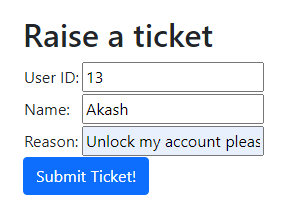 Raise a ticket
User ID: 13
Name: Akash
Reason: Unlock my account pleas
Submit Ticket!